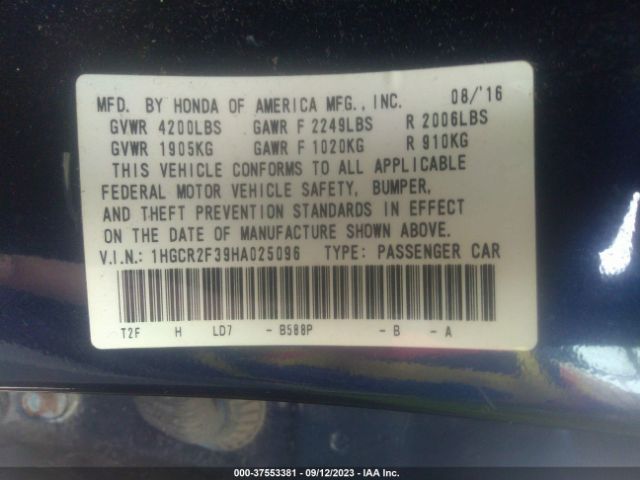 MFD. BY HONDA OF AMERICA MFG., INC. 08/'16
GVWR 4200LBS GAWR F 2249LBS R 2006LBS
GVWR 1905KG GAWR F 1020KG R 910KG
THIS VEHICLE CONFORMS TO ALL APPLICABLE
FEDERAL MOTOR VEHICLE SAFETY, BUMPER,
AND THEFT PREVENTION STANDARDS IN EFFECT
ON THE DATE OF MANUFACTURE SHOWN ABOVE.
V.I.N.: 1HGCR2F39HA025096 TYPE: PASSENGER CAR
T2F H LD7 - B588P - B - A
000-37553381 - 09/12/2023 - IAA Inc.